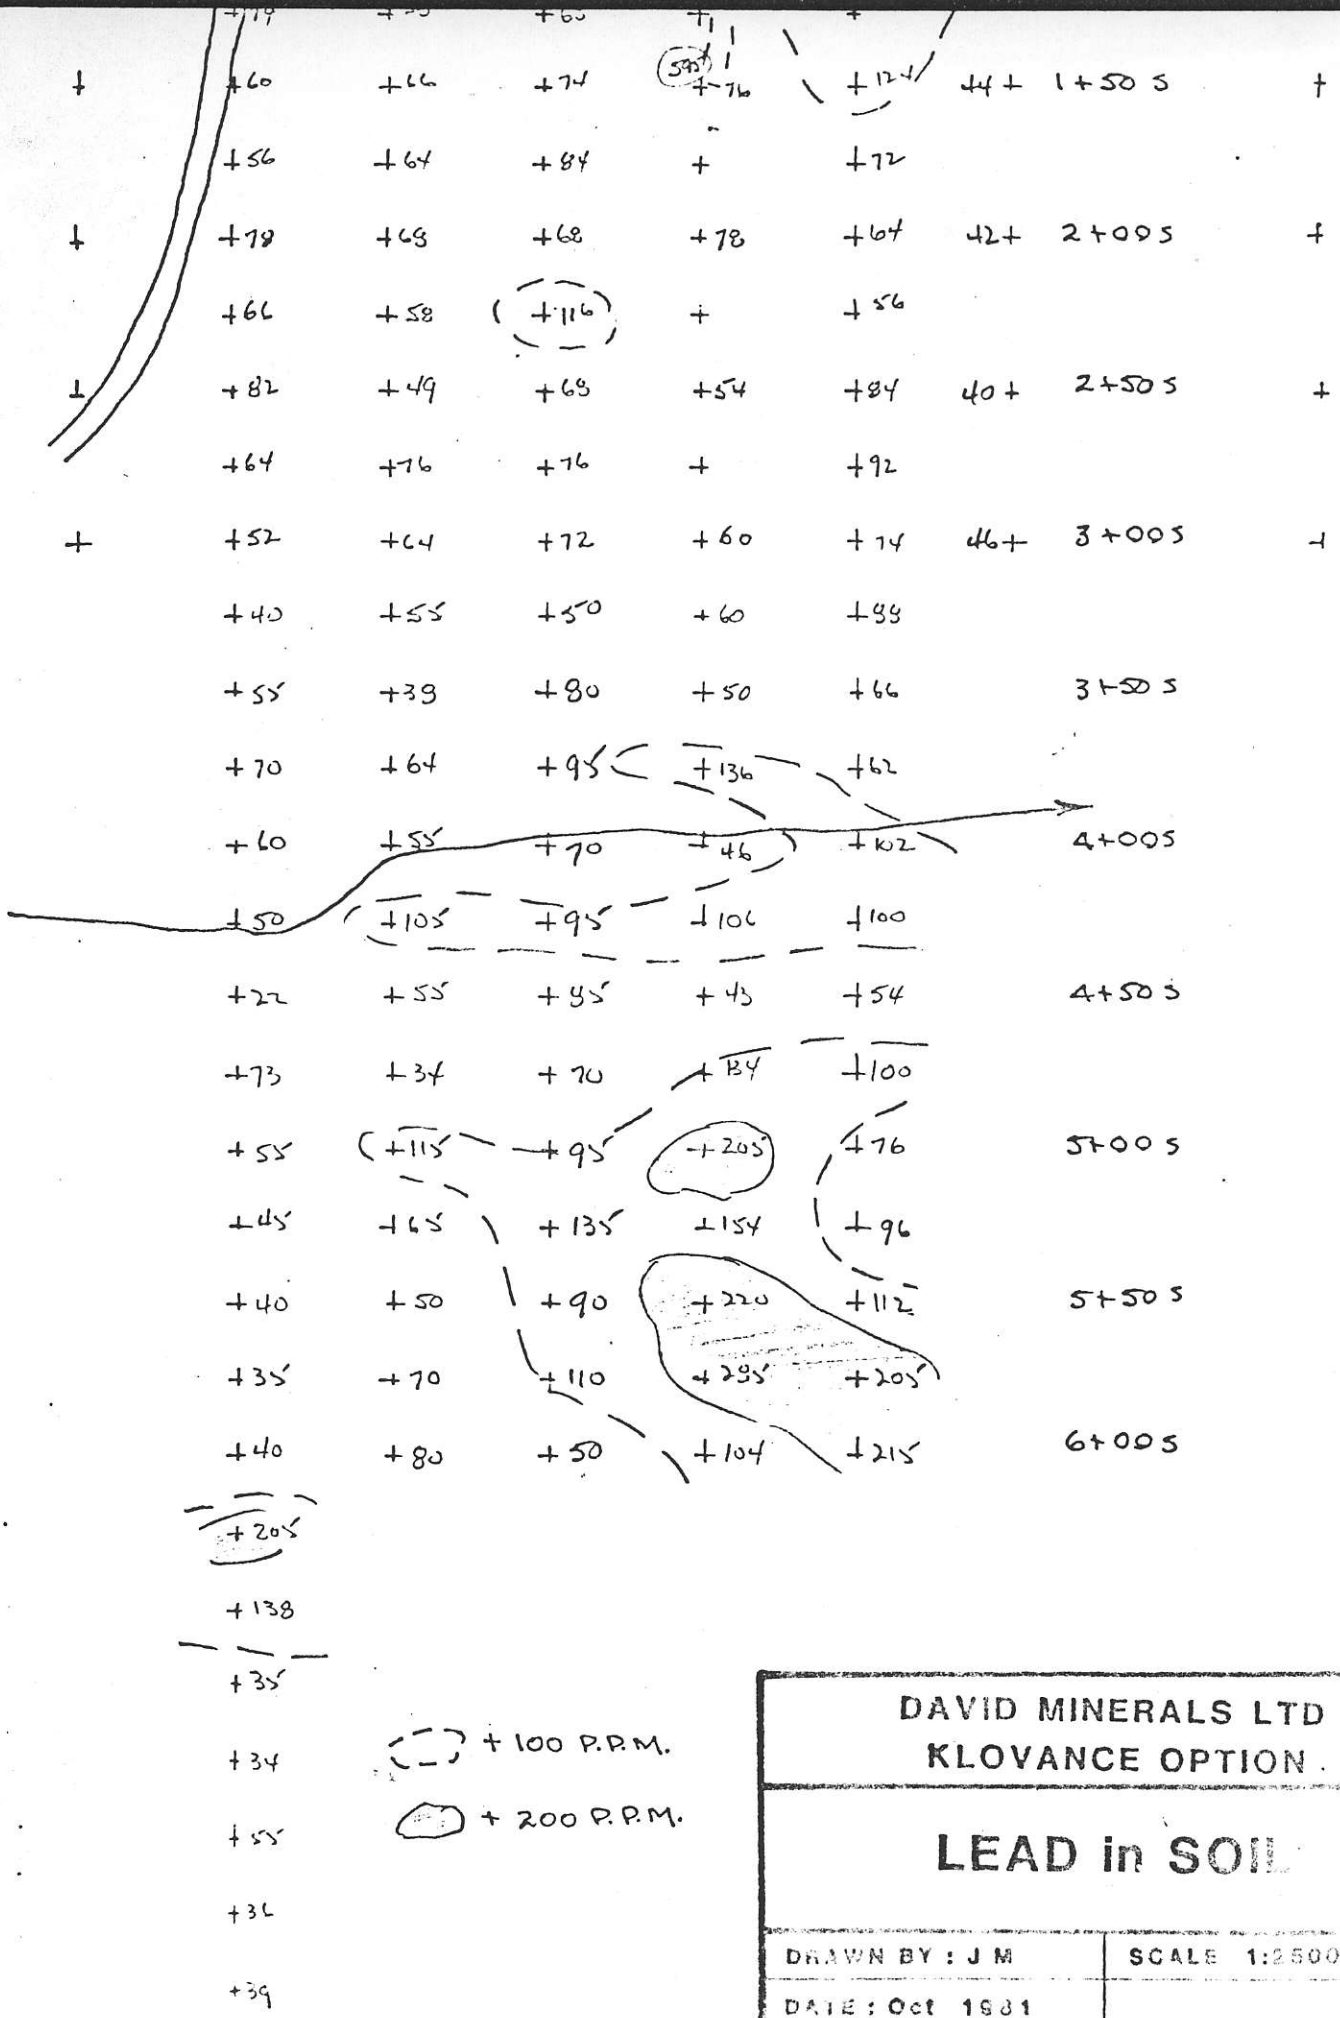 +60 +66 +74 +76 +124 44+ 1+50 S
+56 +64 +84 + +72
+78 +68 +68 +78 +64 42+ 2+00 S
+66 +58 +116 + +56
+82 +49 +68 +54 +84 40+ 2+50 S
+64 +76 +76 + +92
+52 +64 +72 +60 +74 46+ 3+00 S
+40 +55 +50 +60 +88
+55 +38 +80 +50 +66 3+50 S
+70 +64 +95 +136 +62
+60 +55 +70 +46 +102 4+00 S
+50 +105 +95 +106 +100
+22 +55 +85 +43 +54 4+50 S
+73 +34 +70 +134 +100
+55 +115 +95 +205 +76 5+00 S
+45 +65 +135 +154 +96
+40 +50 +90 +220 +112 5+50 S
+35 +70 +110 +285 +205
+40 +80 +50 +104 +215 6+00 S
+205
+138
+35
+34
+55
+36
+39
+100 P.P.M.
+200 P.P.M.
DAVID MINERALS LTD
KLOVANCE OPTION.
LEAD in SOIL
DRAWN BY : J M
SCALE 1:2500
DATE : Oct 1981